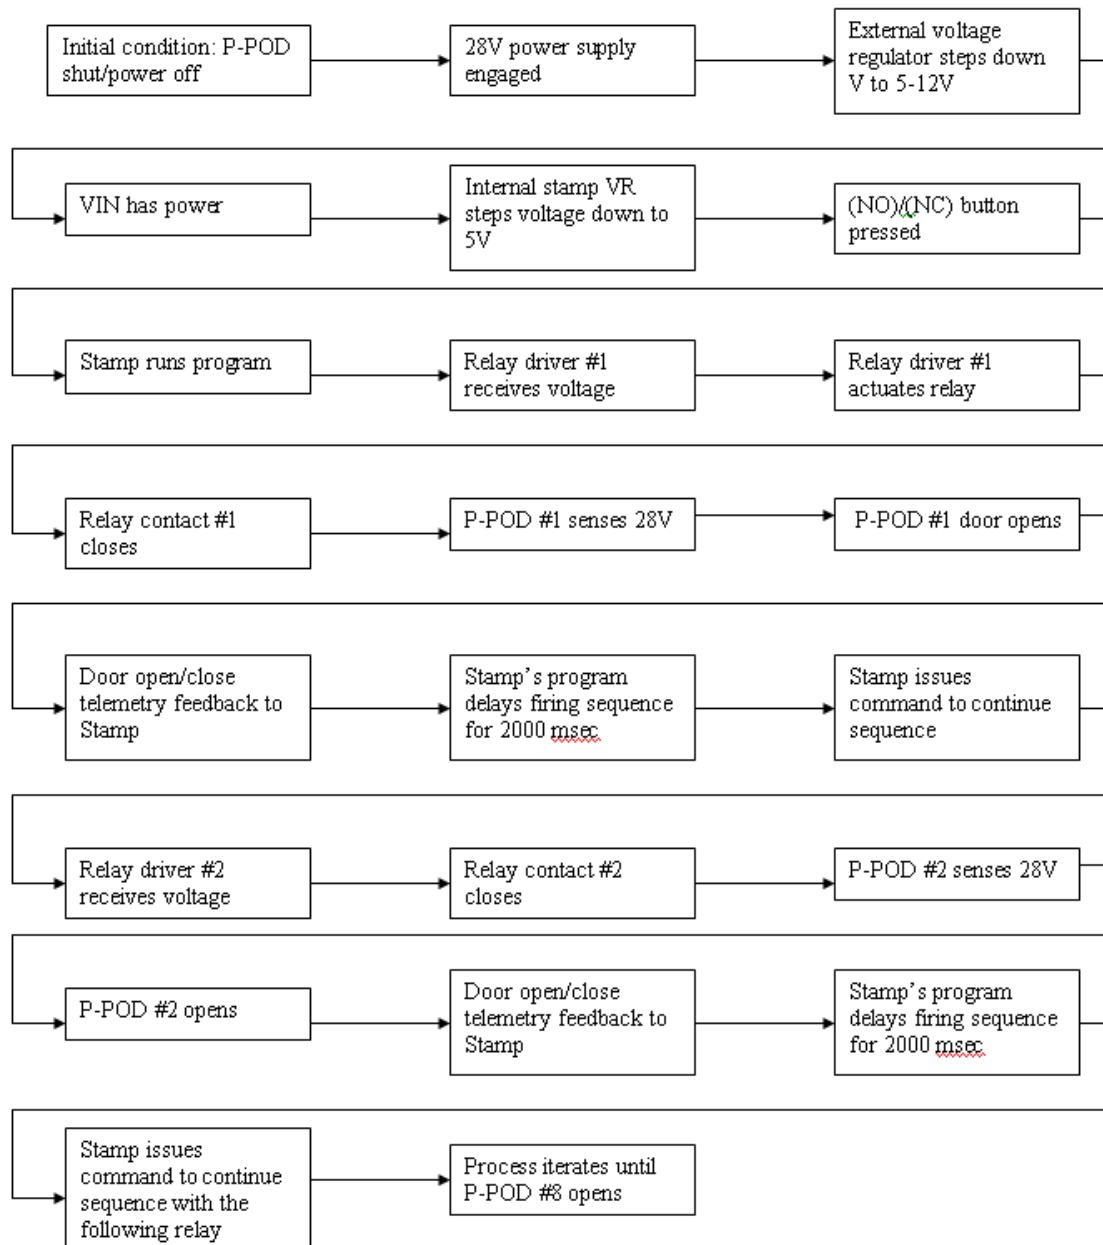 Initial condition: P-POD
shut/power off
28V power supply
engaged
External voltage
regulator steps down
V to 5-12V
VIN has power
Internal stamp VR
steps voltage down to
5V
(NO)/(NC) button
pressed
Stamp runs program
Relay driver #1
receives voltage
Relay driver #1
actuates relay
Relay contact #1
closes
P-POD #1 senses 28V
P-POD #1 door opens
Door open/close
telemetry feedback to
Stamp
Stamp’s program
delays firing sequence
for 2000 msec
Stamp issues
command to continue
sequence
Relay driver #2
receives voltage
Relay contact #2
closes
P-POD #2 senses 28V
P-POD #2 opens
Door open/close
telemetry feedback to
Stamp
Stamp’s program
delays firing sequence
for 2000 msec
Stamp issues
command to continue
sequence with the
following relay
Process iterates until
P-POD #8 opens